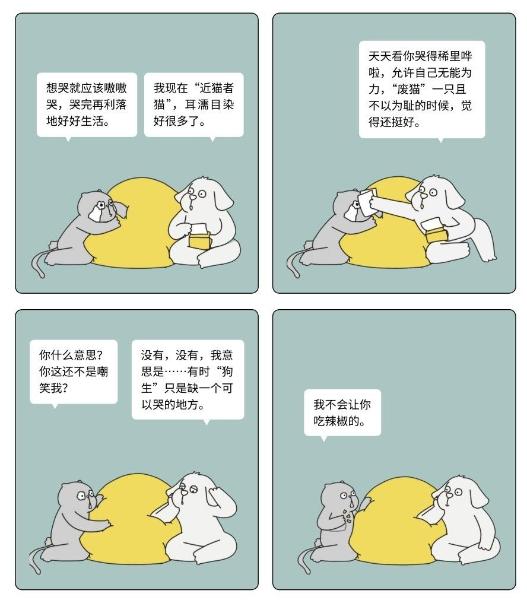 想哭就应该嗷嗷
哭，哭完再利落
地好好生活。
我现在“近猫者
猫”，耳濡目染
好很多了。
天天看你哭得稀里哗
啦，允许自己无能为
力，“废猫”一只且
不以为耻的时候，觉
得还挺好。
你什么意思？
你这还不是嘲
笑我？
没有，没有，我意
思是……有时“狗
生”只是缺一个可
以哭的地方。
我不会让你
吃辣椒的。